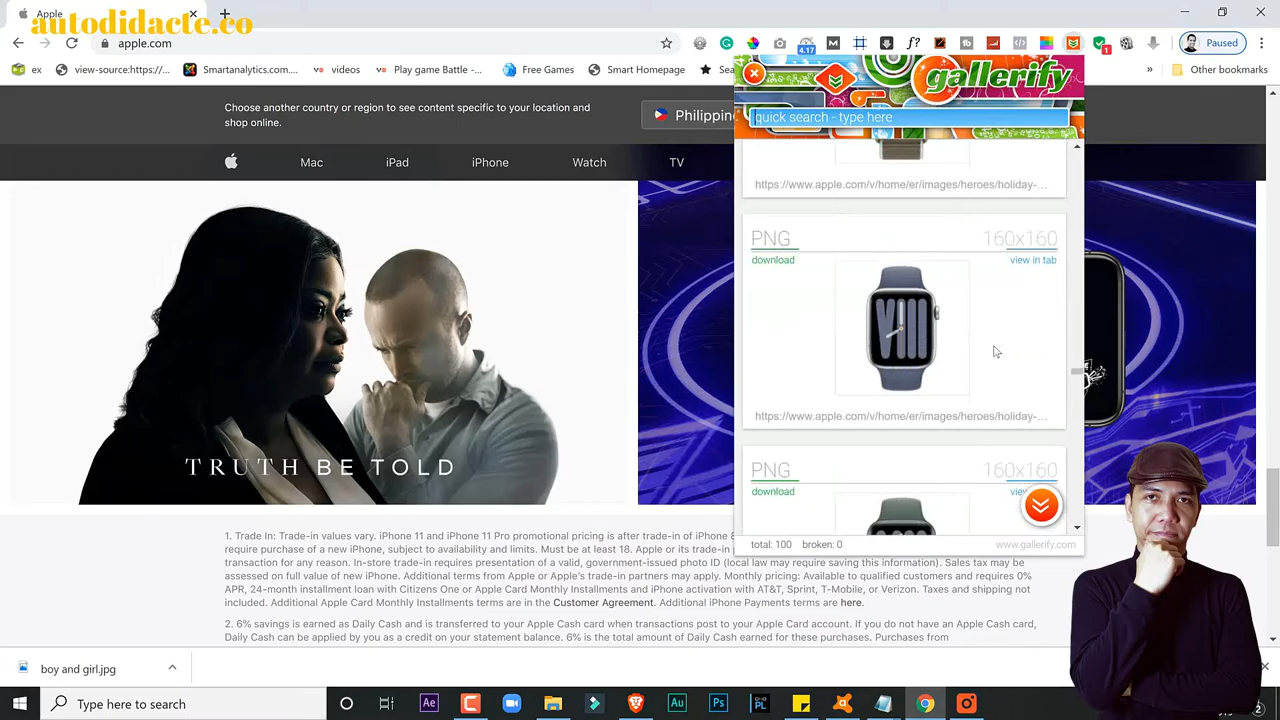 Apple
autodidacte.co
apple.com
4.17
f?
1
Paused
ex
view-source:https://...
Smartanalytics.com...
videos
Play game Battle -...
Free Games
Smart Homepage
Sea
Other bookmarks
gallerify
quick search - type here
Choose another country or region to see content specific to your location and
shop online.
Philippin
Mac
iPad
iPhone
Watch
TV
https://www.apple.com/v/home/er/images/heroes/holiday-...
PNG
160x160
download
view in tab
https://www.apple.com/v/home/er/images/heroes/holiday-...
PNG
160x160
download
TRUTH BE TOLD
total: 100 broken: 0
www.gallerify.com
1. Trade In: Trade-in values vary. iPhone 11 and iPhone 11 Pro promotional pricing is after trade-in of iPhone 8
require purchase of a new iPhone, subject to availability and limits. Must be at least 18. Apple or its trade-in
transaction for any reason. In-store trade-in requires presentation of a valid, government-issued photo ID (local law may require saving this information). Sales tax may be
assessed on full value of new iPhone. Additional terms from Apple or Apple's trade-in partners may apply. Monthly pricing: Available to qualified customers and requires 0%
APR, 24-month installment loan with Citizens One or Apple Card Monthly Installments and iPhone activation with AT&T, Sprint, T-Mobile, or Verizon. Taxes and shipping not
included. Additional Apple Card Monthly Installments terms are in the Customer Agreement. Additional iPhone Payments terms are here.
2. 6% savings is earned as Daily Cash and is transferred to your Apple Cash card when transactions post to your Apple Card account. If you do not have an Apple Cash card,
Daily Cash can be applied by you as a credit on your statement balance. 6% is the total amount of Daily Cash earned for these purchases. Purchases from
boy and girl.jpg
Type here to search
Ae
Au
Ps
PL
2